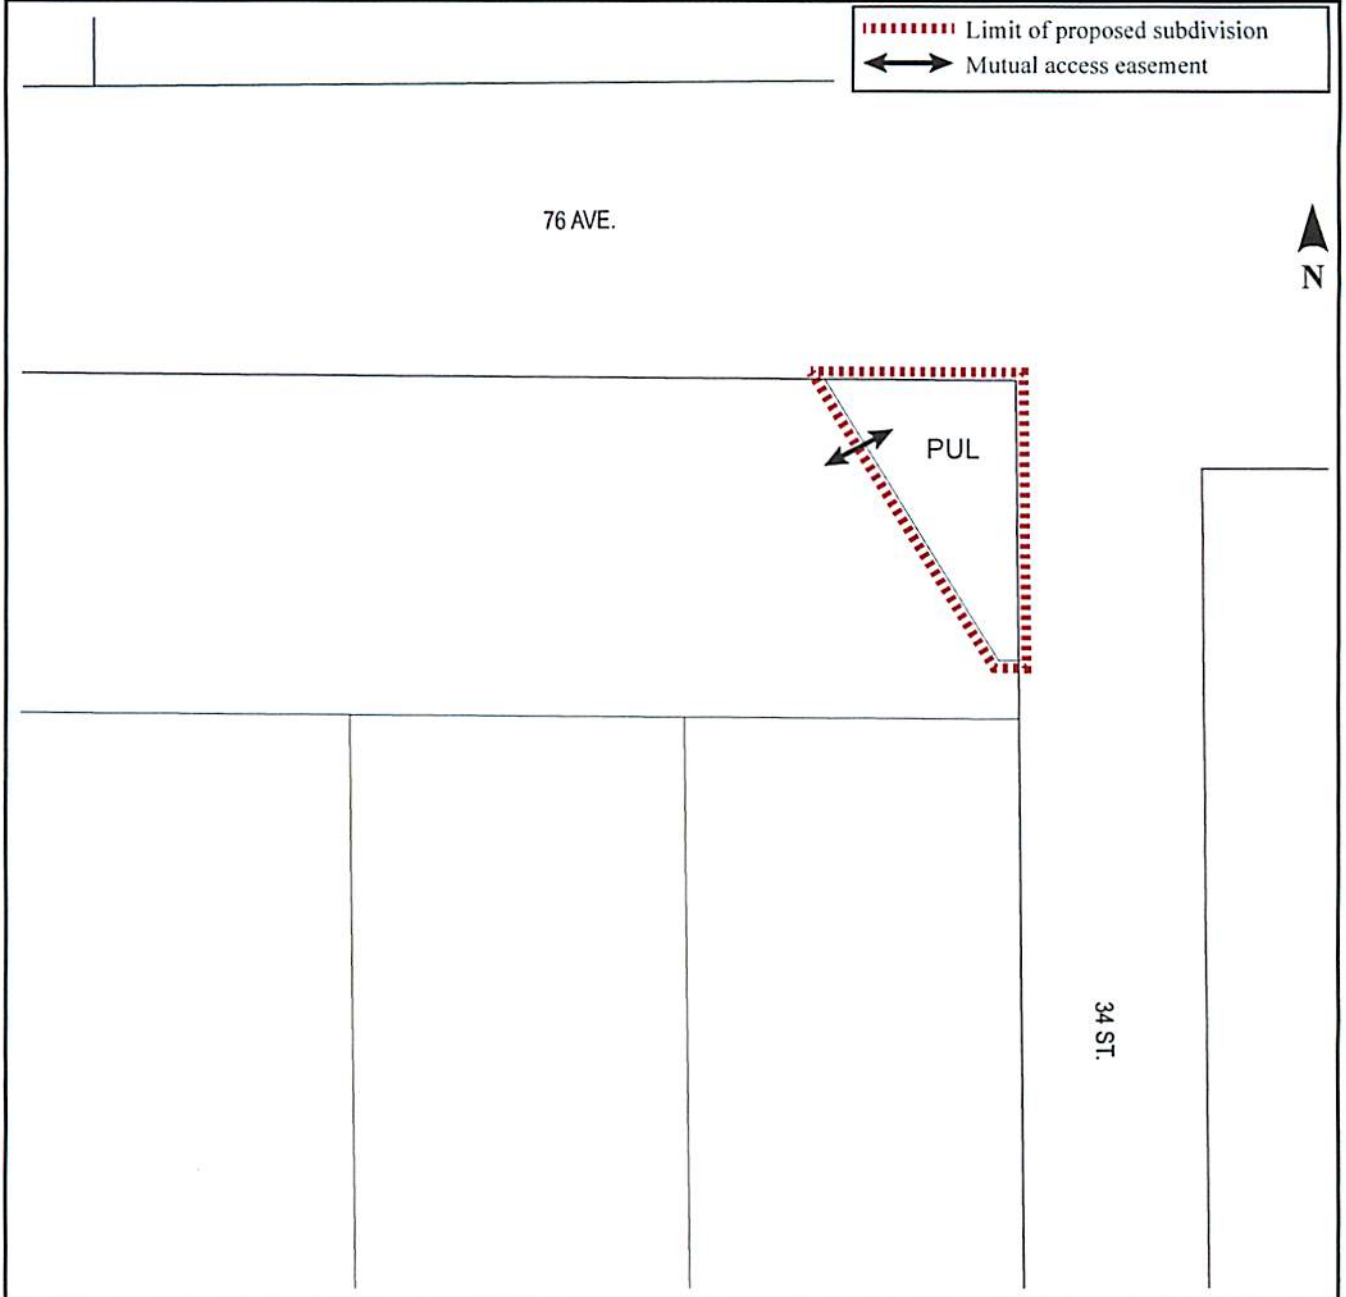 Limit of proposed subdivision
Mutual access easement
76 AVE.
N
PUL
34 ST.